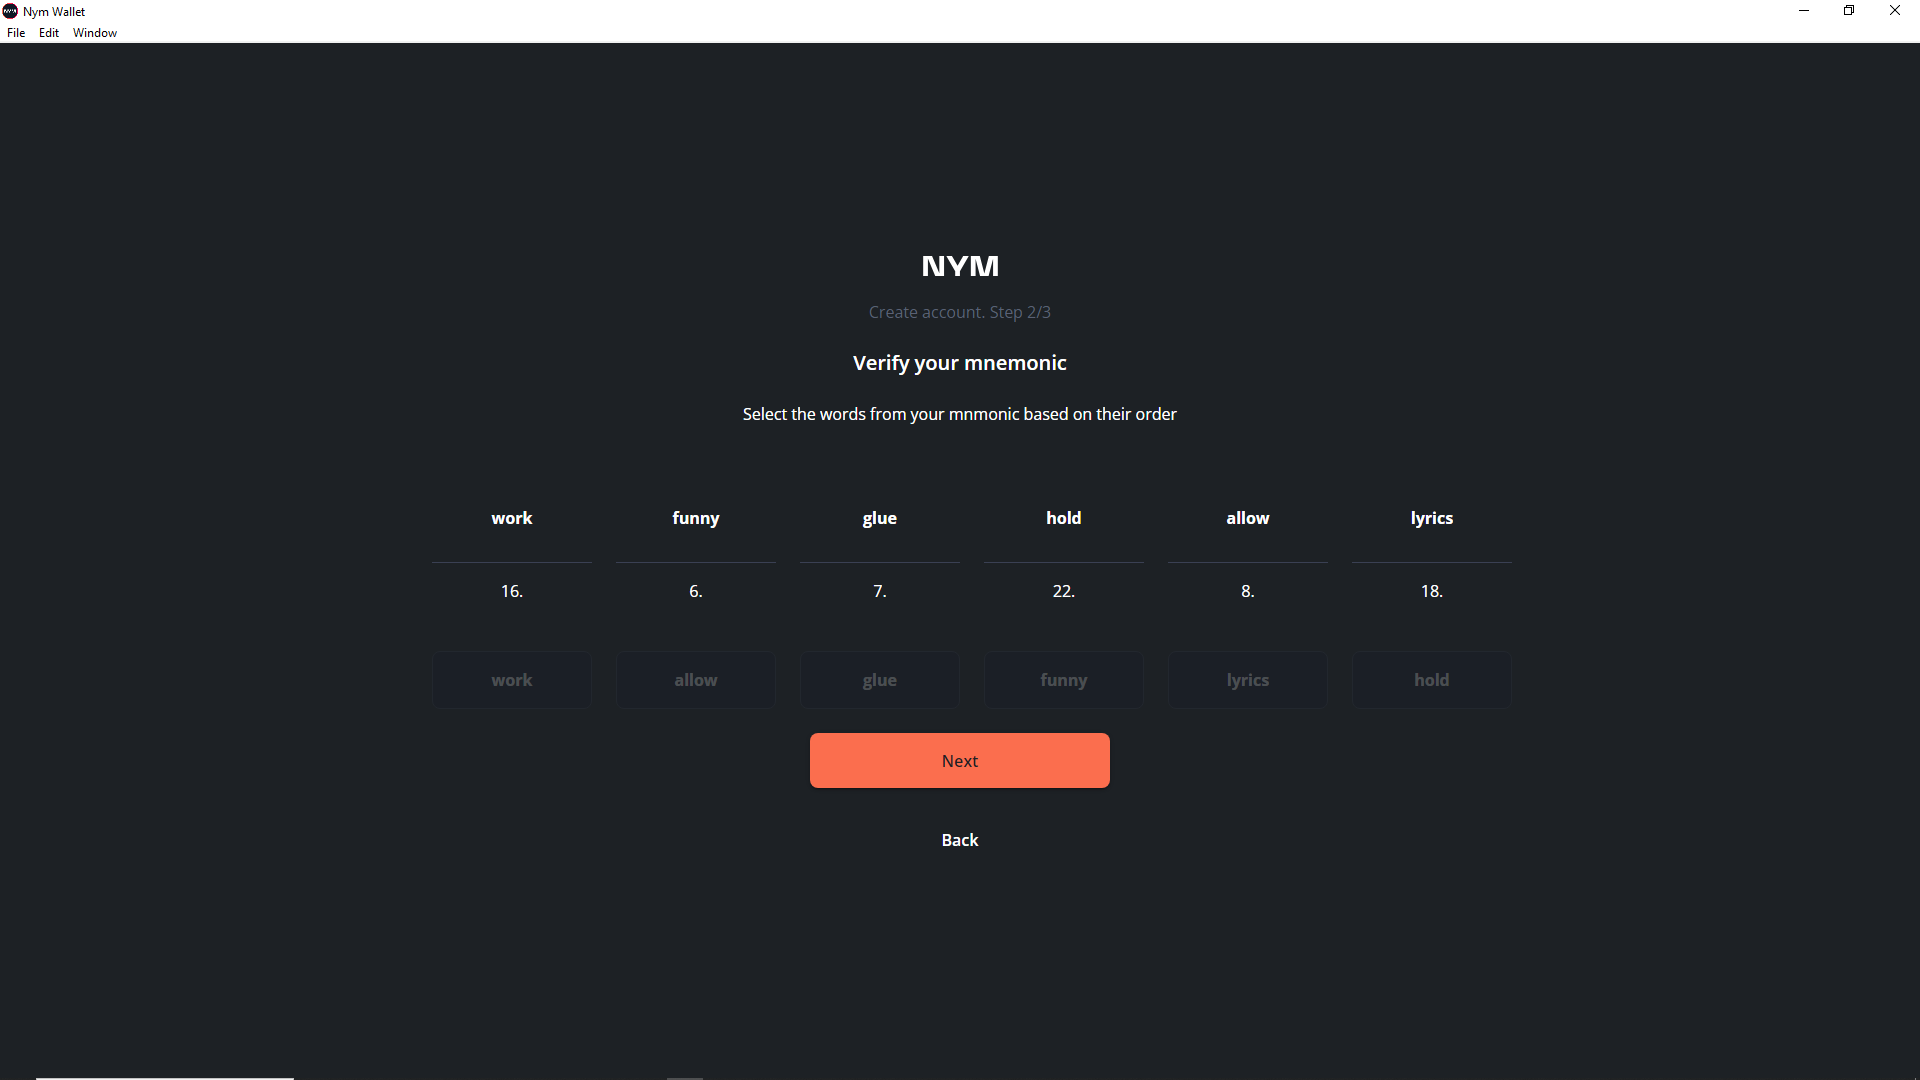 Nym Wallet
File Edit Window
NYM
Create account. Step 2/3
Verify your mnemonic
Select the words from your mnmonic based on their order
work funny glue hold allow lyrics
16. 6. 7. 22. 8. 18.
work allow glue funny lyrics hold
Next
Back